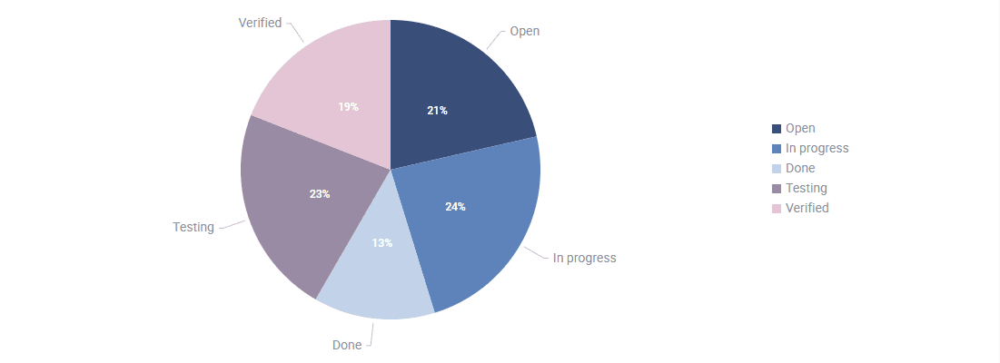 Verified
Open
19%
21%
23%
24%
13%
Testing
In progress
Done
Open
In progress
Done
Testing
Verified